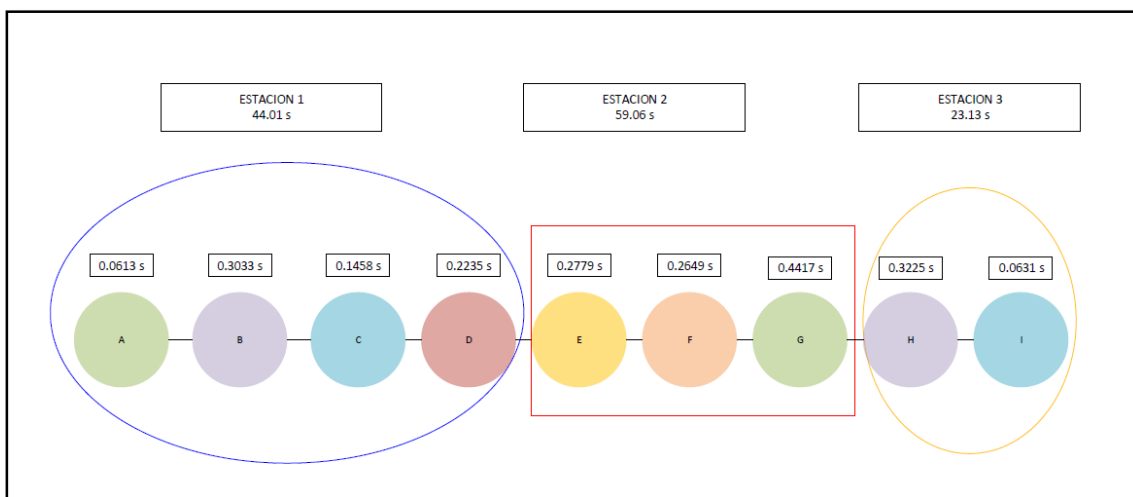 ESTACION 1
44.01 s
ESTACION 2
59.06 s
ESTACION 3
23.13 s
0.0613 s
0.3033 s
0.1458 s
0.2235 s
0.2779 s
0.2649 s
0.4417 s
0.3225 s
0.0631 s
A
B
C
D
E
F
G
H
I